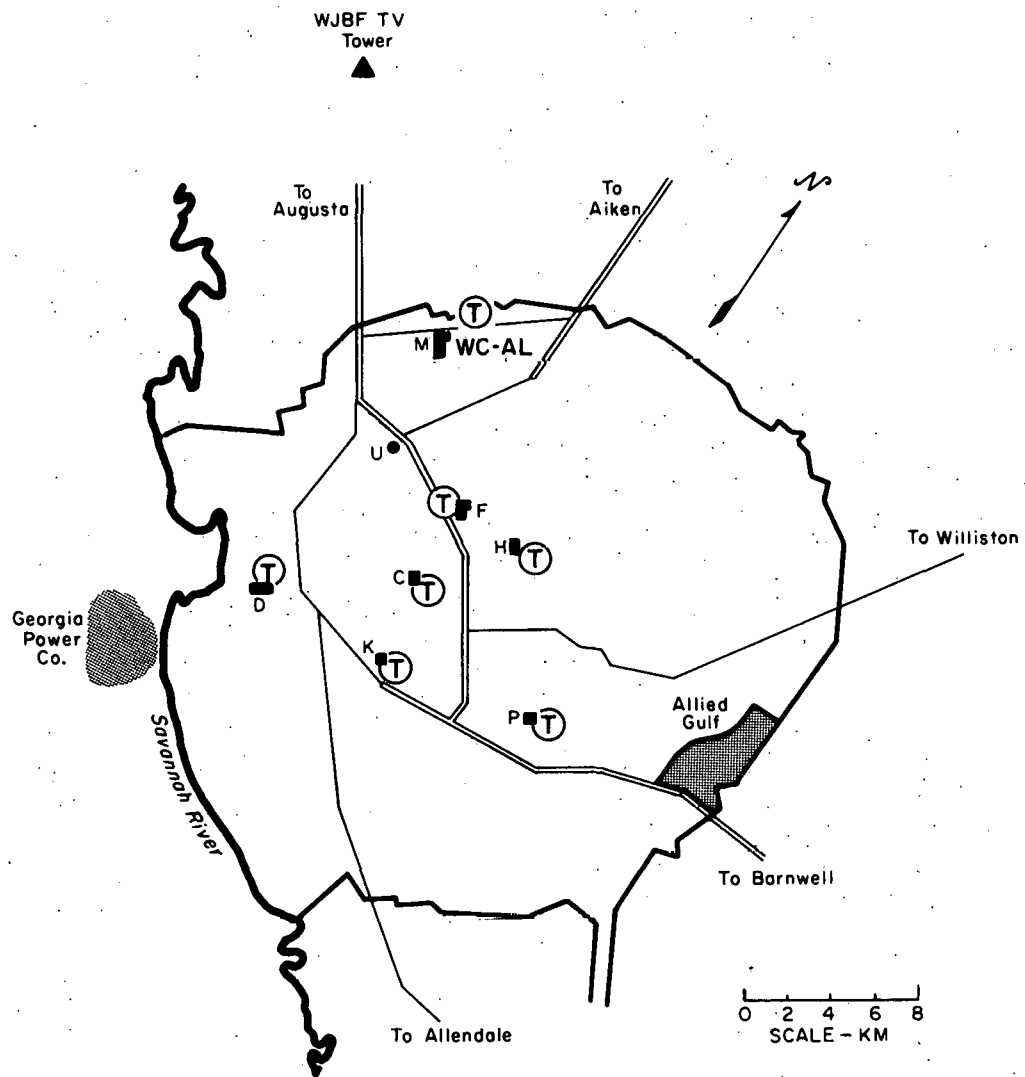 WJBF TV
Tower
To
Augusta
To
Aiken
N
T
M
WC-AL
U
T
F
To Williston
H
T
T
D
C
T
Georgia
Power
Co.
K
T
Allied
Gulf
P
T
Savannah River
To Barnwell
To Allendale
0 2 4 6 8
SCALE – KM